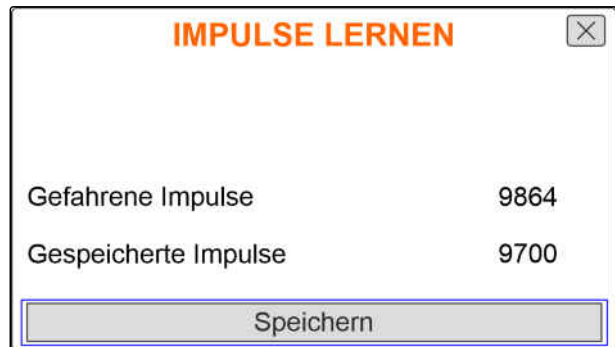 IMPULSE LERNEN
Gefahrene Impulse 9864
Gespeicherte Impulse 9700
Speichern